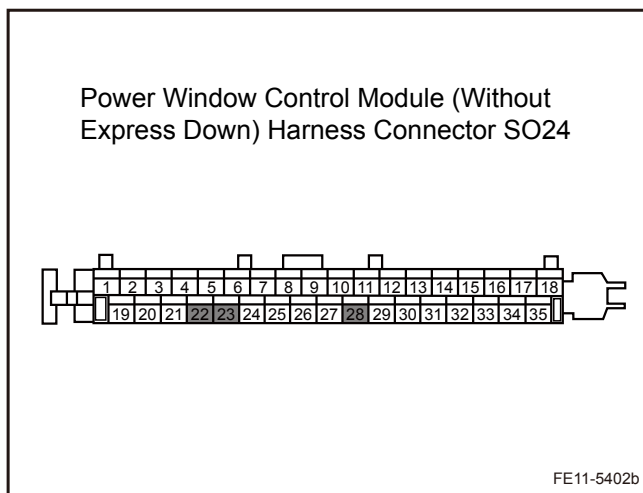 Power Window Control Module (Without
Express Down) Harness Connector SO24
1 2 3 4 5 6 7 8 9 10 11 12 13 14 15 16 17 18
19 20 21 22 23 24 25 26 27 28 29 30 31 32 33 34 35
FE11-5402b